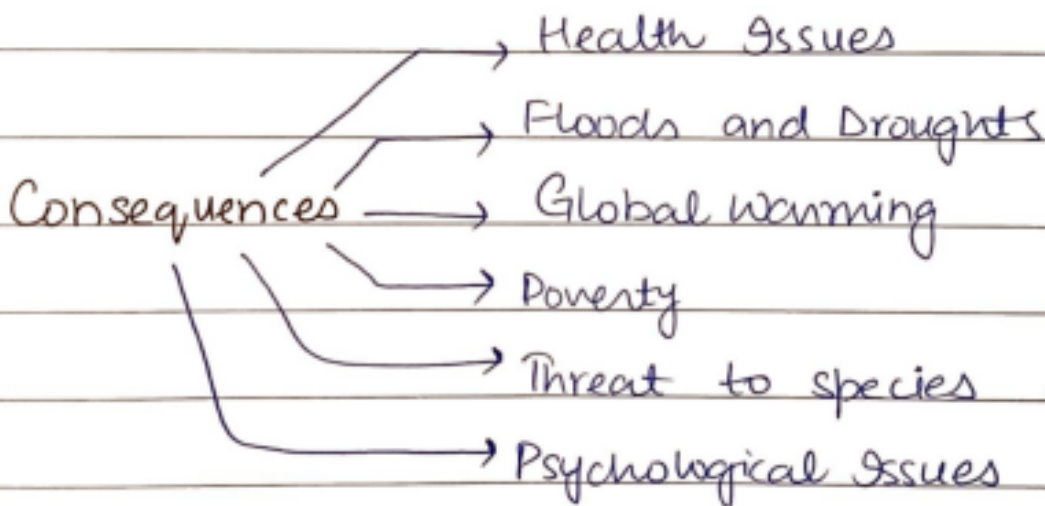 Health Issues
Floods and Droughts
Consequences
Global warming
Poverty
Threat to species
Psychological Issues